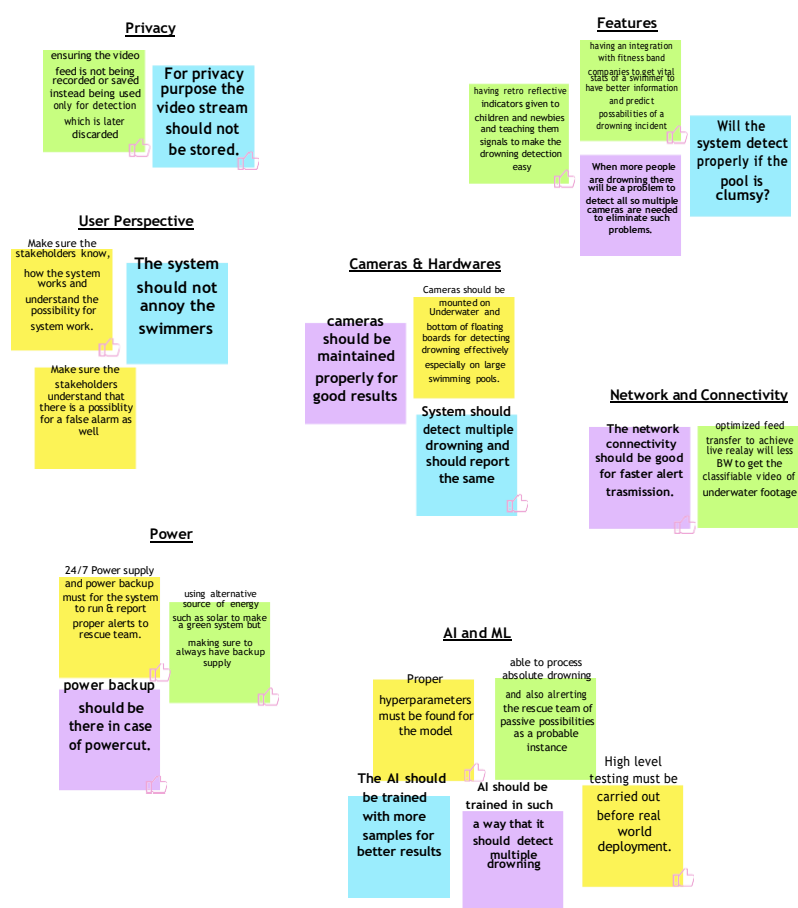 Privacy
ensuring the video
feed is not being
recorded or saved
instead being used
only for detection
which is later
discarded
For privacy
purpose the
video stream
should not
be stored.
Features
having an integration
with fitness band
companies to get vital
stats of a swimmer to
have better information
and predict
possabilities of a
drowning incident
having retro reflective
indicators given to
children and newbies
and teaching them
signals to make the
drowning detection
easy
Will the
system detect
properly if the
pool is
clumsy?
When more people
are drowning there
will be a problem to
detect all so multiple
cameras are needed
to eliminate such
problems.
User Perspective
Make sure the
stakeholders know,
how the system
works and
understand the
possibility for
system work.
The system
should not
annoy the
swimmers
Make sure the
stakeholders
understand that
there is a possiblity
for a false alarm as
well
Cameras & Hardwares
cameras
should be
maintained
properly for
good results
Cameras should be
mounted on
Underwater and
bottom of floating
boards for detecting
drowning effectively
especially on large
swimming pools.
System should
detect multiple
drowning and
should report
the same
Network and Connectivity
The network
connectivity
should be good
for faster alert
trasmission.
optimized feed
transfer to achieve
live realay will less
BW to get the
classifiable video of
underwater footage
Power
24/7 Power supply
and power backup
must for the system
to run & report
proper alerts to
rescue team.
using alternative
source of energy
such as solar to make
a green system but
making sure to
always have backup
supply
power backup
should be
there in case
of powercut.
AI and ML
Proper
hyperparameters
must be found for
the model
able to process
absolute drowning
and also alrerting
the rescue team of
passive possibilities
as a probable
instance
The AI should
be trained
with more
samples for
better results
AI should be
trained in such
a way that it
should detect
multiple
drowning
High level
testing must be
carried out
before real
world
deployment.